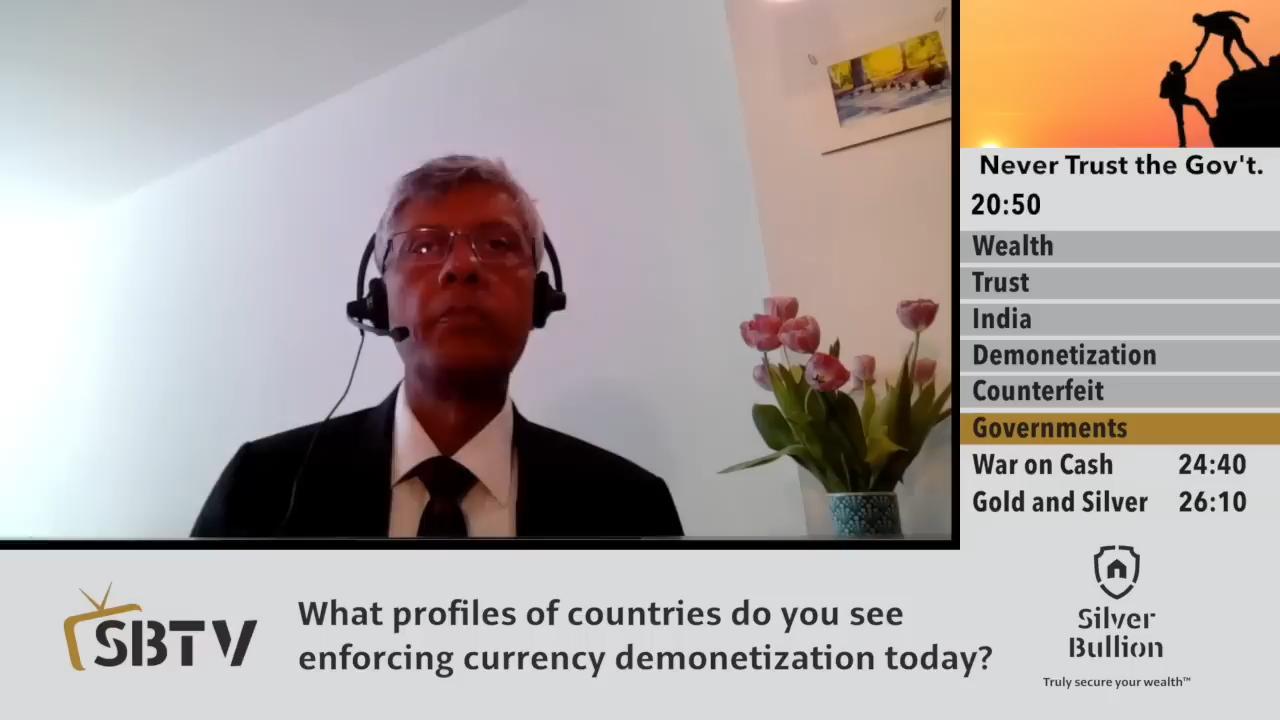 Never Trust the Gov't.
20:50
Wealth
Trust
India
Demonetization
Counterfeit
Governments
War on Cash 24:40
Gold and Silver 26:10
SBTV
What profiles of countries do you see
enforcing currency demonetization today?
Silver
Bullion
Truly secure your wealth™